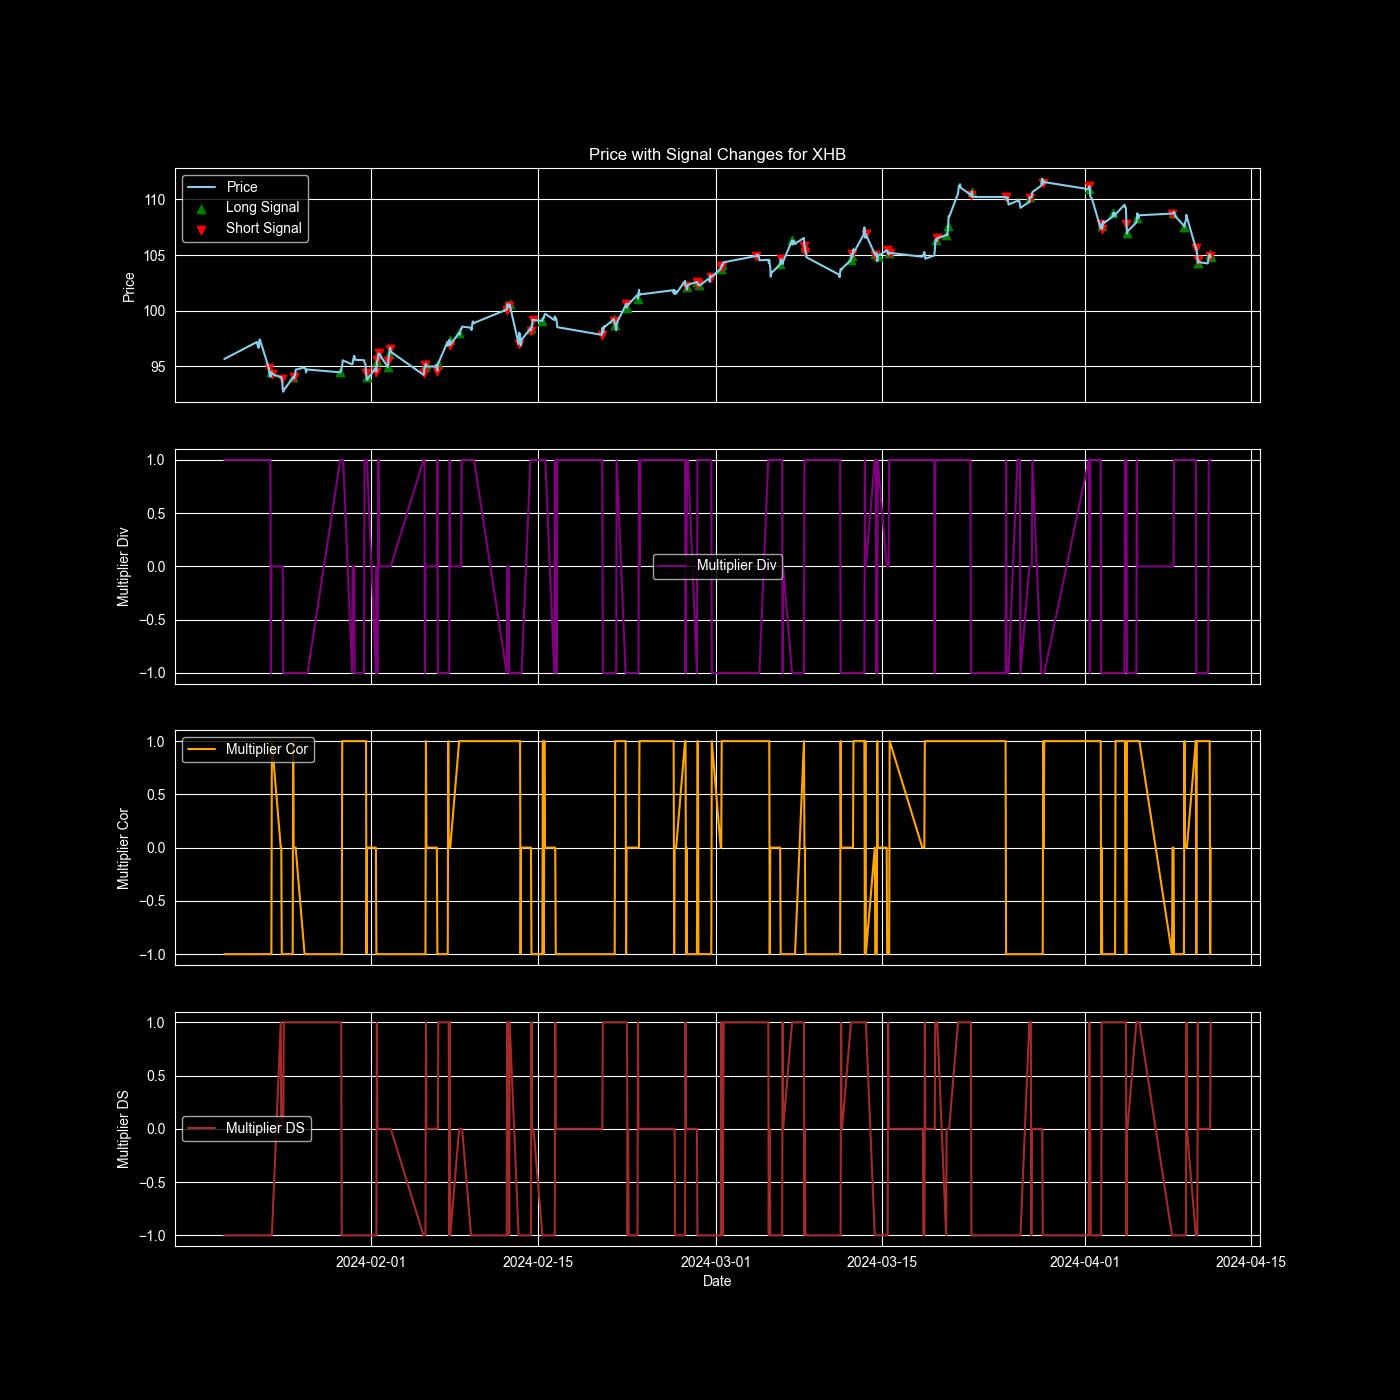 Price with Signal Changes for XHB
Price
Long Signal
Short Signal
110
105
100
95
Price
1.0
0.5
0.0
−0.5
−1.0
Multiplier Div
Multiplier Div
Multiplier Cor
1.0
0.5
0.0
−0.5
−1.0
Multiplier Cor
1.0
0.5
0.0
−0.5
−1.0
Multiplier DS
Multiplier DS
2024-02-01 2024-02-15 2024-03-01 2024-03-15 2024-04-01 2024-04-15
Date